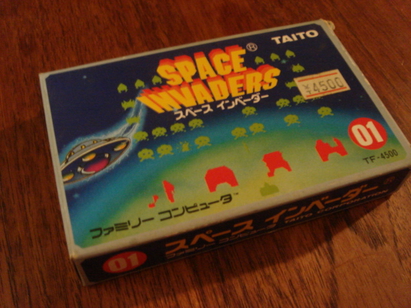 TAITO
SPACE®
INVADERS
スペース インベーダー
¥4500
01
TF-4500
ファミリー コンピュータ
01
スペース インベーダー